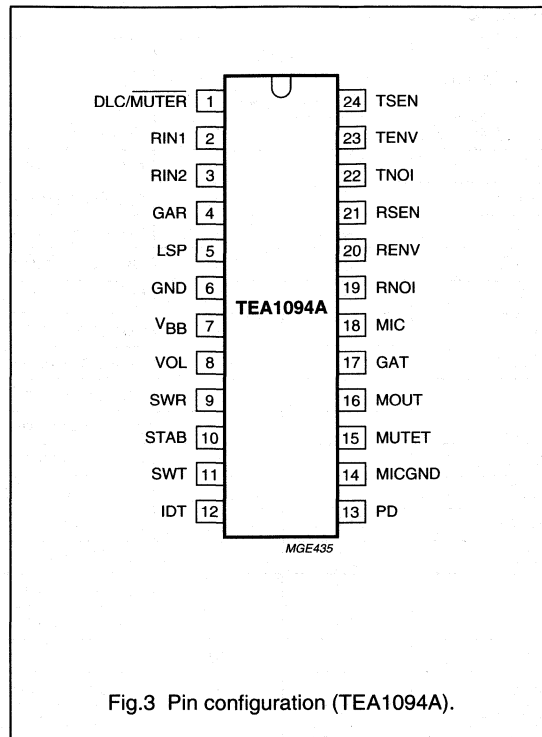 DLC/MUTER 1 24 TSEN
RIN1 2 23 TENV
RIN2 3 22 TNOI
GAR 4 21 RSEN
LSP 5 20 RENV
GND 6 19 RNOI
TEA1094A
VBB 7 18 MIC
VOL 8 17 GAT
SWR 9 16 MOUT
STAB 10 15 MUTET
SWT 11 14 MICGND
IDT 12 13 PD
MGE435
Fig.3 Pin configuration (TEA1094A).